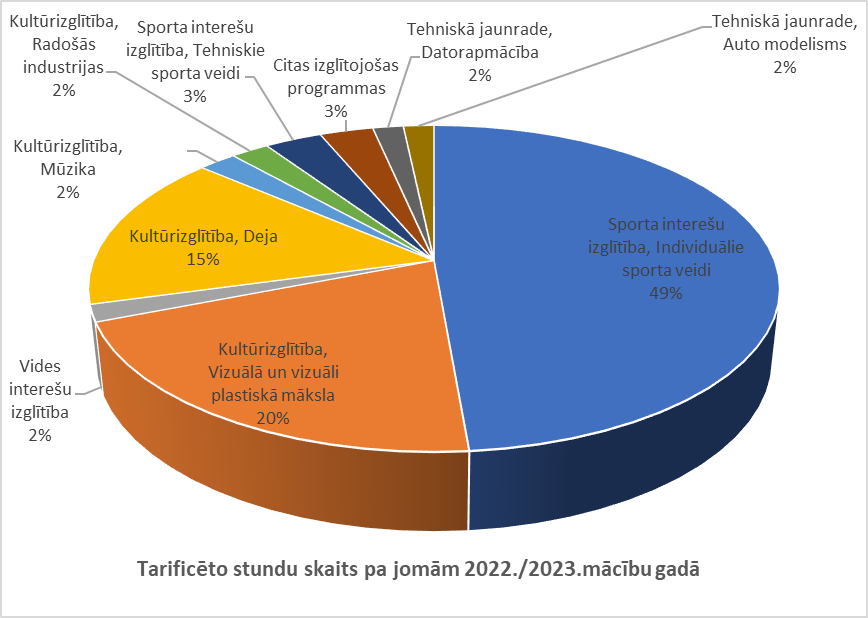 Kultūrizglītība,
Radošās
industrijas
2%
Sporta interešu
izglītība, Tehniskie
sporta veidi
3%
Citas izglītojošas
programmas
3%
Tehniskā jaunrade,
Datorapmācība
2%
Tehniskā jaunrade,
Auto modelisms
2%
Kultūrizglītība,
Mūzika
2%
Kultūrizglītība, Deja
15%
Sporta interešu
izglītība, Individuālie
sporta veidi
49%
Vides
interešu
izglītība
2%
Kultūrizglītība,
Vizuālā un vizuāli
plastiskā māksla
20%
Tarificēto stundu skaits pa jomām 2022./2023.mācību gadā